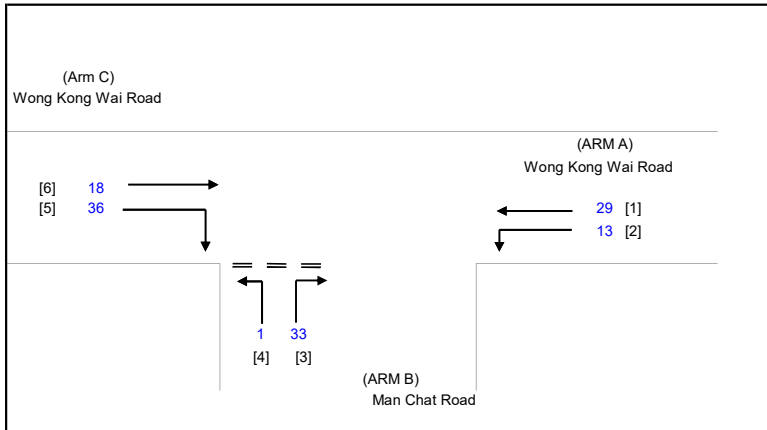 (Arm C)
Wong Kong Wai Road
(ARM A)
Wong Kong Wai Road
[6] 18
[5] 36
29 [1]
13 [2]
1 33
[4] [3]
(ARM B)
Man Chat Road